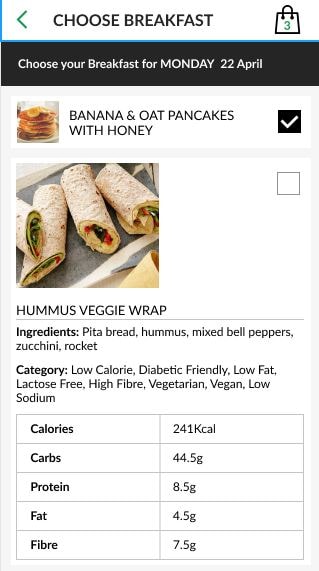 CHOOSE BREAKFAST
3
Choose your Breakfast for MONDAY 22 April
BANANA & OAT PANCAKES
WITH HONEY
HUMMUS VEGGIE WRAP
Ingredients: Pita bread, hummus, mixed bell peppers,
zucchini, rocket
Category: Low Calorie, Diabetic Friendly, Low Fat,
Lactose Free, High Fibre, Vegetarian, Vegan, Low
Sodium
Calories 241Kcal
Carbs 44.5g
Protein 8.5g
Fat 4.5g
Fibre 7.5g